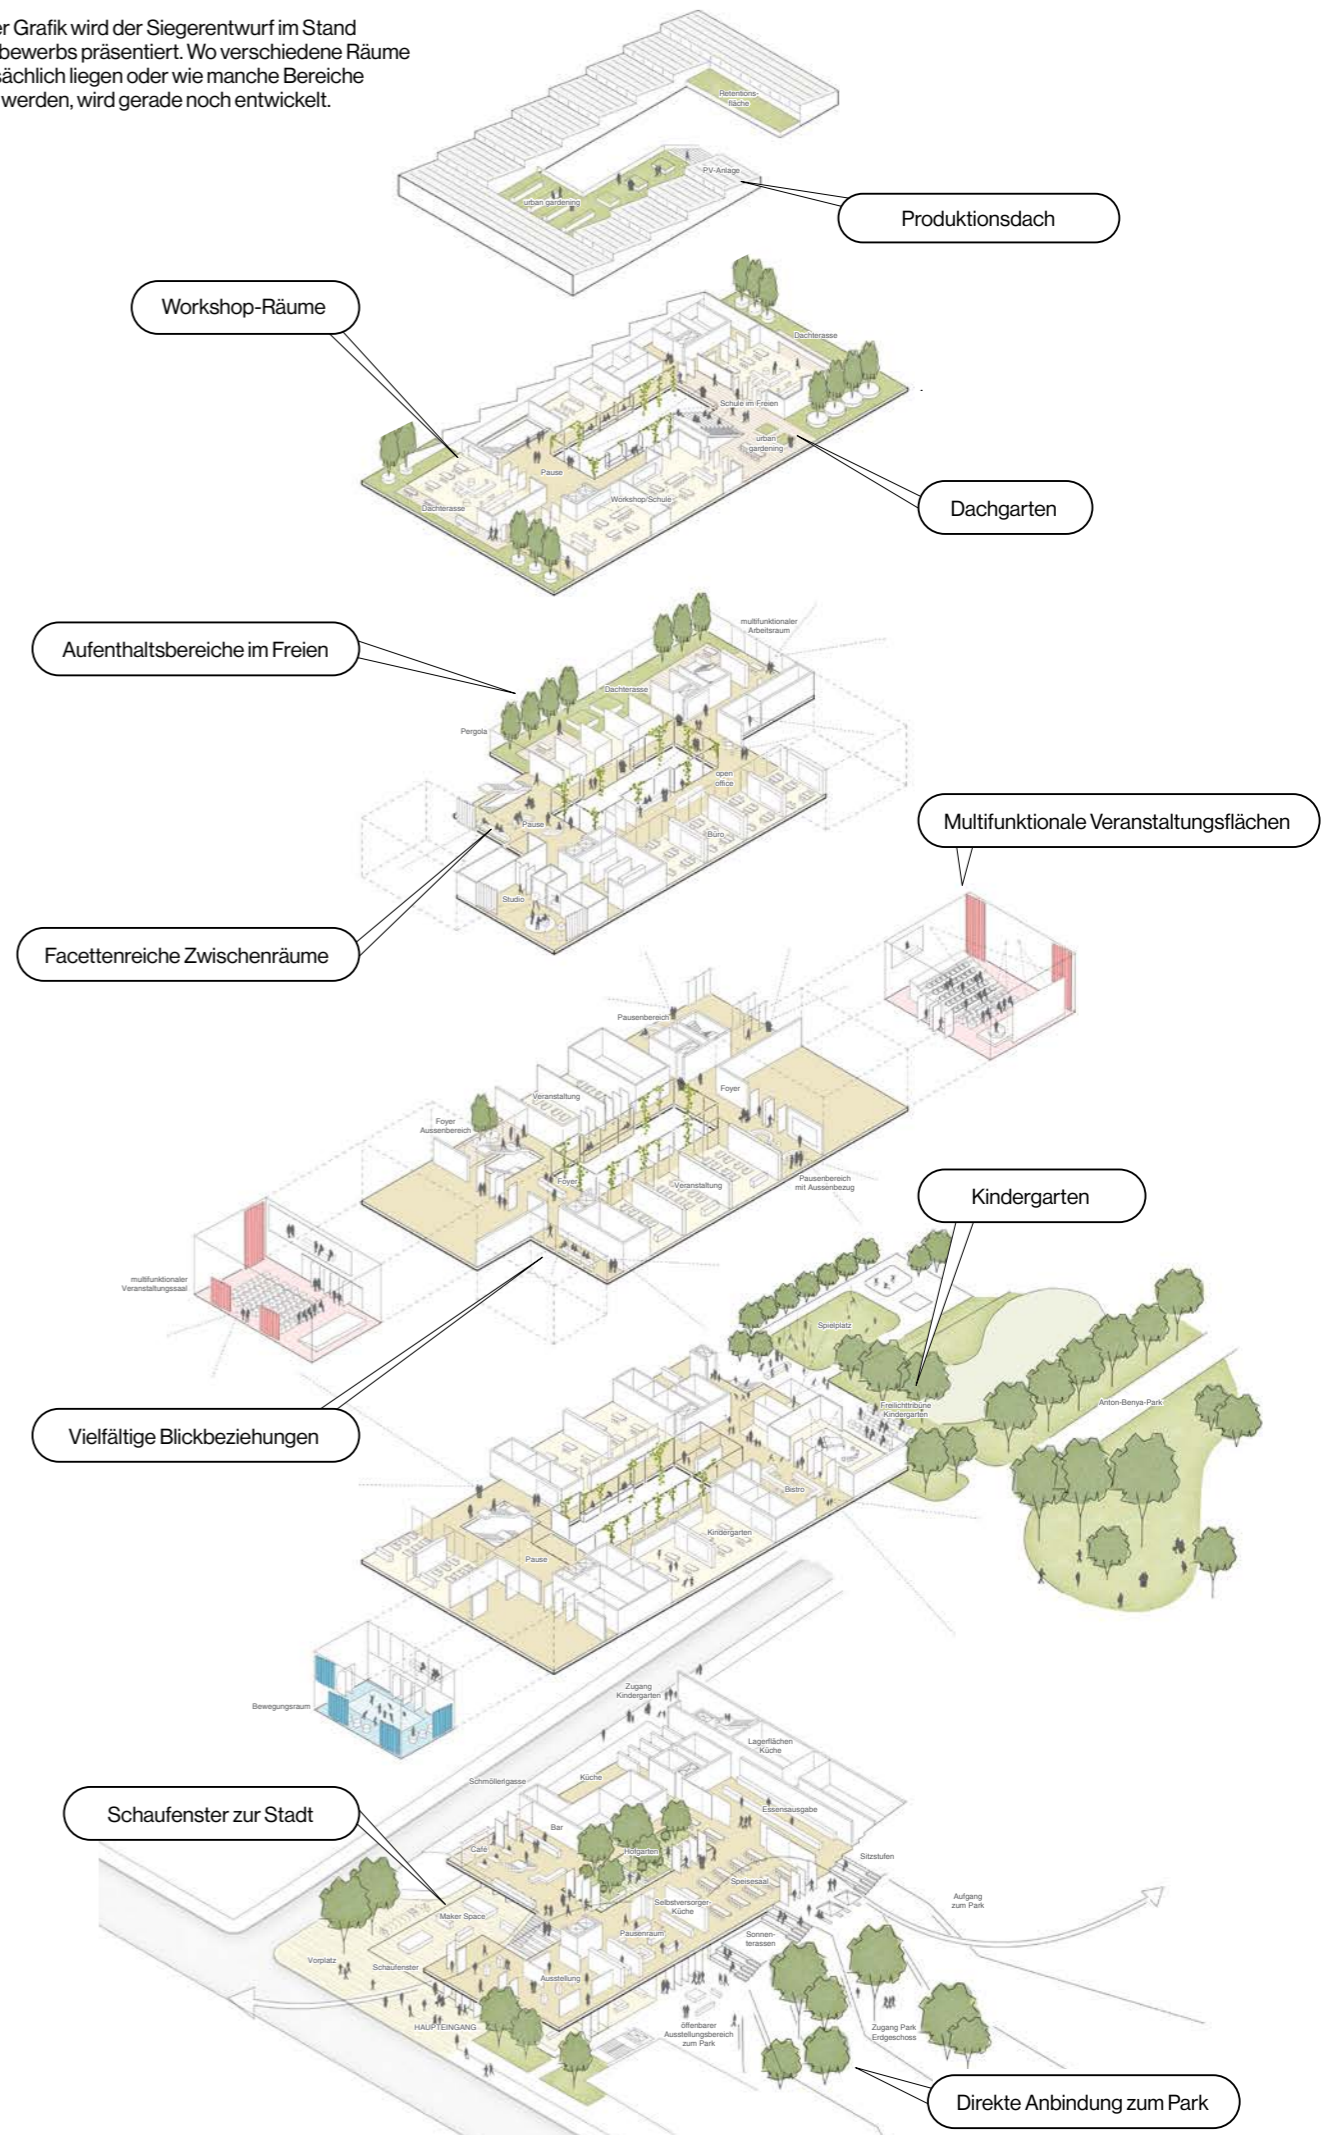 er Grafik wird der Siegerentwurf im Stand
bewerbs präsentiert. Wo verschiedene Räume
sächlich liegen oder wie manche Bereiche
werden, wird gerade noch entwickelt.
Retentions-
fläche
PV-Anlage
urban gardening
Produktionsdach
Workshop-Räume
Dachterasse
Schule im Freien
urban
gardening
Pause
Workshop/Schule
Dachterasse
Dachgarten
Aufenthaltsbereiche im Freien
multifunktionaler
Arbeitsraum
Dachterasse
Pergola
open
office
Pause
Büro
Studio
Multifunktionale Veranstaltungsflächen
Facettenreiche Zwischenräume
Pausenbereich
Veranstaltung
Foyer
Foyer
Aussenbereich
Foyer
Veranstaltung
Pausenbereich
mit Aussenbezug
Kindergarten
multifunktionaler
Veranstaltungssaal
Spielplatz
Freilichttribüne
Kindergarten
Anton-Benya-Park
Vielfältige Blickbeziehungen
Bistro
Kindergarten
Pause
Bewegungsraum
Zugang
Kindergarten
Lagerflächen
Küche
Schmöllerlgasse
Küche
Essensausgabe
Schaufenster zur Stadt
Bar
Café
Hofgarten
Sitzstufen
Speisesaal
Selbstversorger-
Küche
Aufgang
zum Park
Maker Space
Pausenraum
Sonnen-
terassen
Vorplatz
Schaufenster
Ausstellung
HAUPTEINGANG
öffenbarer
Ausstellungsbereich
zum Park
Zugang Park
Erdgeschoss
Direkte Anbindung zum Park